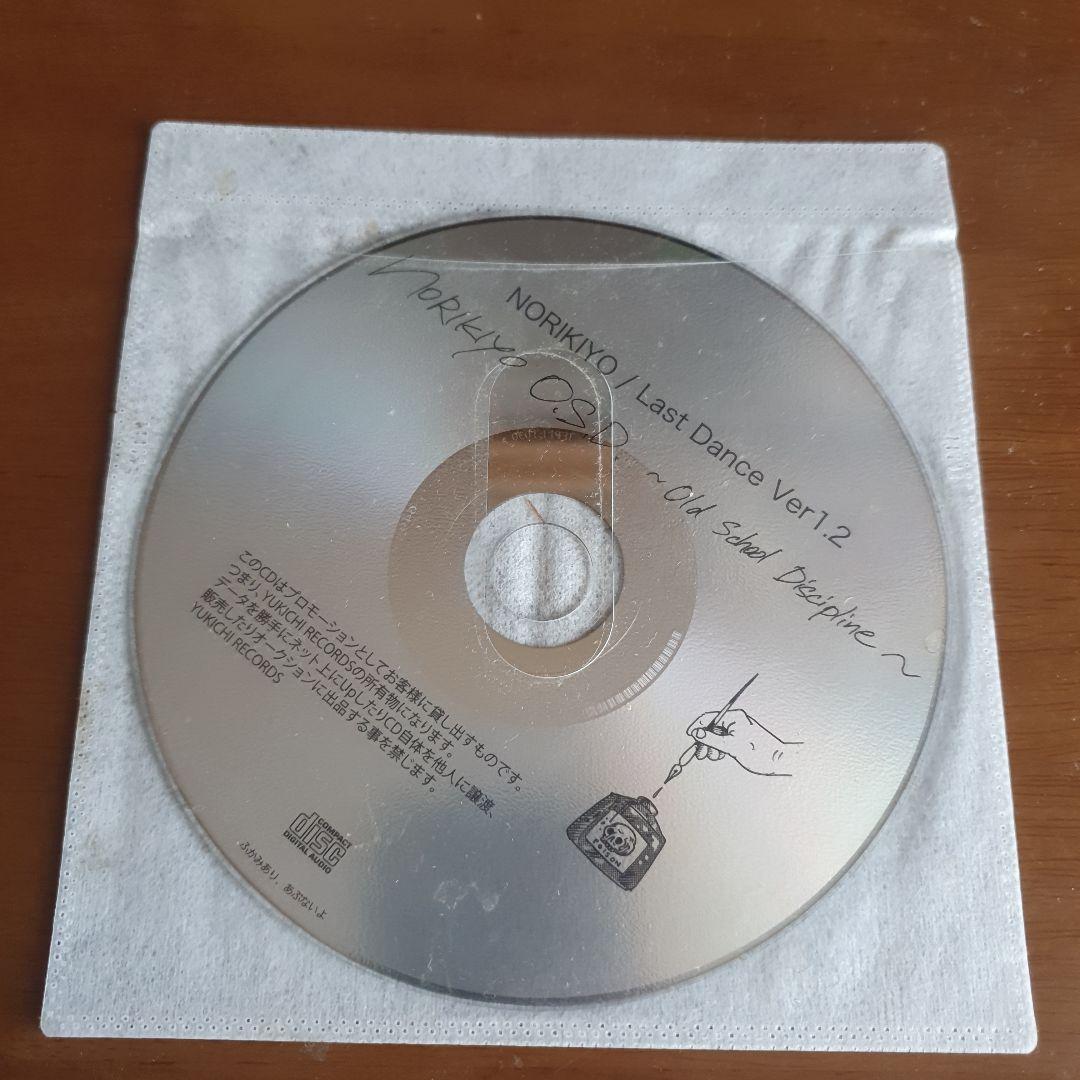 NORIKIYO / Last Dance Ver1.2
NORIKIYO O.S.D. ~Old School Discipline~
このCDはプロモーションとしてお客様に貸し出すものです。
つまり、YUKICHI RECORDSの所有物になります。
データを勝手にネット上にUpしたりCD自体を他人に譲渡、
販売したりオークションに出品する事を禁じます。
YUKICHI RECORDS
POISON
COMPACT
disc
DIGITAL AUDIO
ふかみあり、あぶないよ